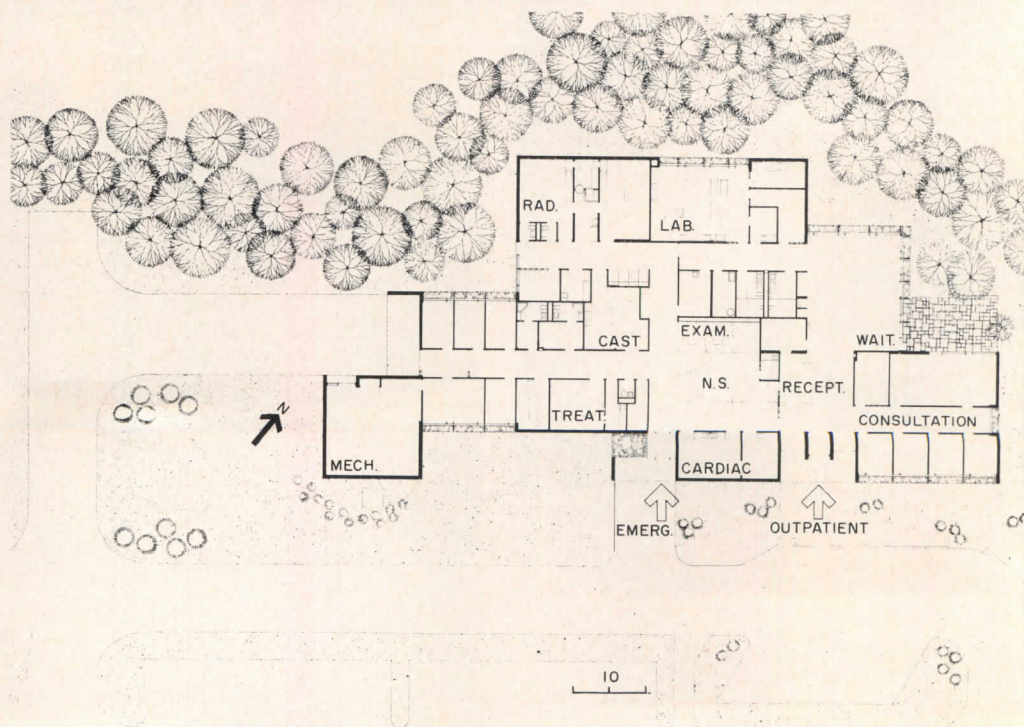 RAD.
LAB.
CAST
EXAM.
WAIT.
N.S.
RECEPT.
TREAT.
CONSULTATION
N
MECH.
CARDIAC
EMERG.
OUTPATIENT
10